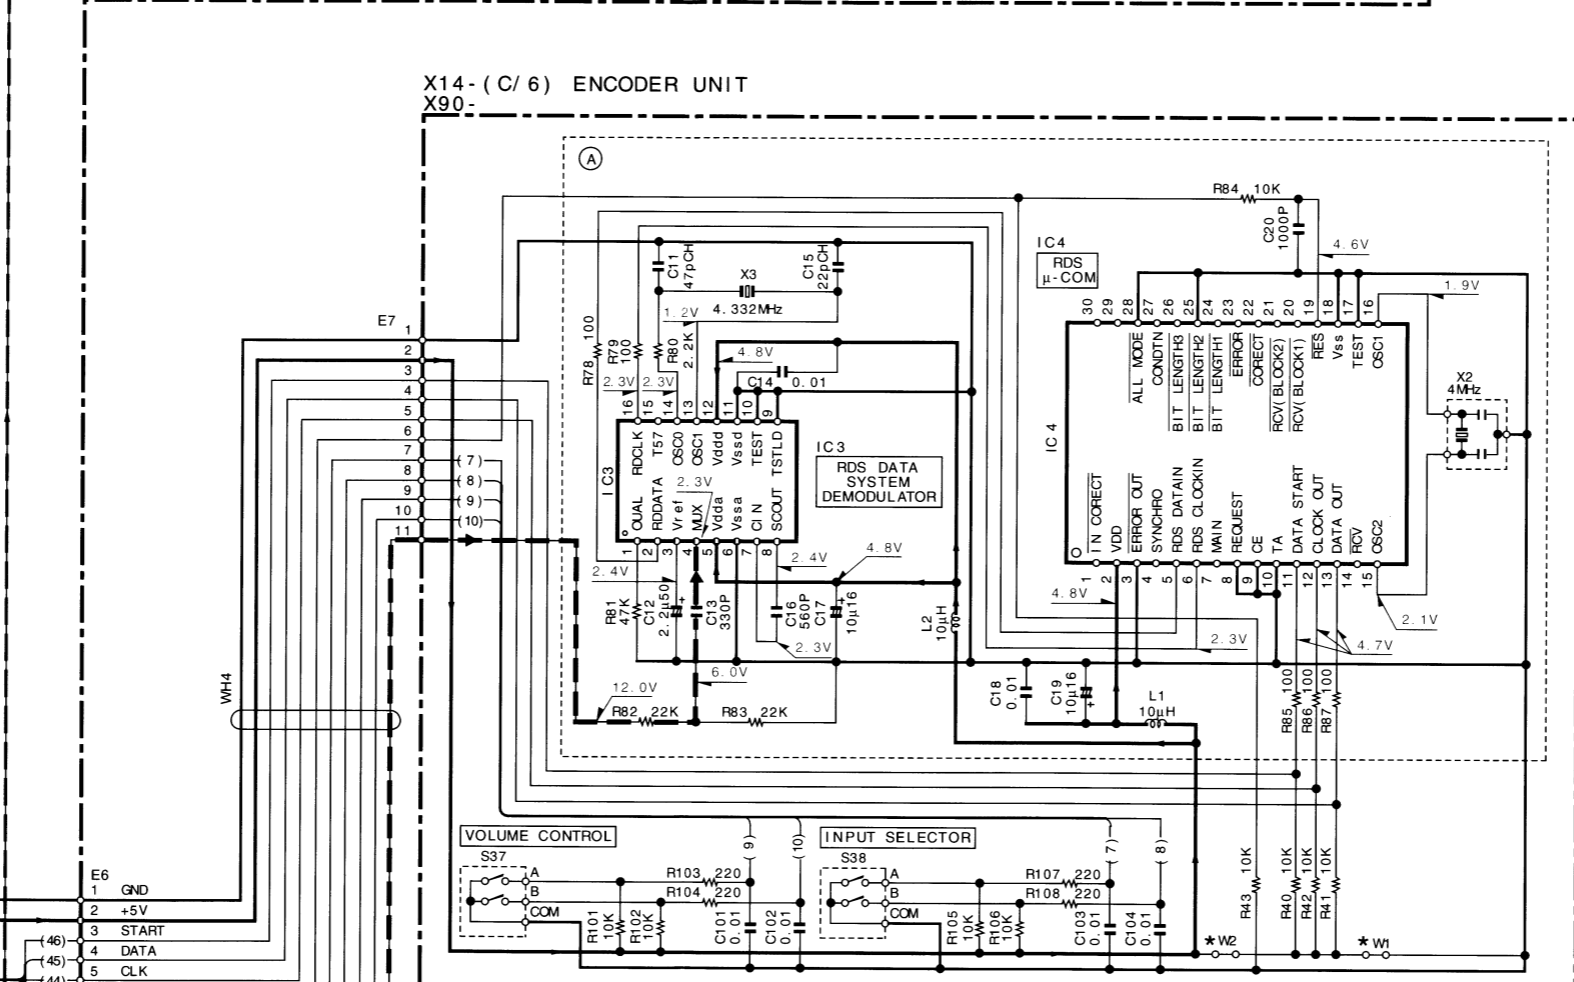 X14-(C/6) ENCODER UNIT
X90-
A
R84 10K
C20
1000P
4.6V
IC4
RDS
μ-COM
1.9V
C11
47pCH
X3
4.332MHz
C15
22pCH
1.2V
R78 100
R79
100
R80
2.2K
4.8V
C14 0.01
2.3V 2.3V
16 15 14 13 12 11 10 9
RDCLK T57 OSC0 OSC1 Vddd Vssd TEST TSTLD
IC3
2.3V
QUAL RDDATA Vref MUX Vdda Vssa CIN SCOUT
1 2 3 4 5 6 7 8
IC3
RDS DATA
SYSTEM
DEMODULATOR
30 29 28 27 26 25 24 23 22 21 20 19 18 17 16
ALL MODE CONDTN BIT LENGTH3 BIT LENGTH2 BIT LENGTH1 ERROR CORECT RCV(BLOCK2) RCV(BLOCK1) RES Vss TEST OSC1
IC4
IN CORECT VDD ERROR OUT SYNCHRO RDS DATAIN RDS CLOCKIN MAIN REQUEST CE TA DATA START CLOCK OUT DATA OUT RCV OSC2
1 2 3 4 5 6 7 8 9 10 11 12 13 14 15
X2
4MHz
E7
1
2
3
4
5
6
7 (7)
8 (8)
9 (9)
10 (10)
11
2.4V
2.4V
4.8V
4.8V
R81
47K
C12
2.2μ50
+
C13
330P
C16
560P
C17
10μ16
+
2.3V
L2
10μH
2.3V
4.7V
2.1V
6.0V
12.0V
R82 22K
R83 22K
C18
0.01
C19
10μ16
+
L1
10μH
R85 100
R86 100
R87 100
WH4
VOLUME CONTROL
S37
A
B
COM
R103 220
R104 220
R101
10K
R102
10K
C101
0.01
C102
0.01
(9)
(10)
INPUT SELECTOR
S38
A
B
COM
R107 220
R108 220
R105
10K
R106
10K
C103
0.01
C104
0.01
(7)
(8)
R43 10K
R40 10K
R42 10K
R41 10K
*W2
*W1
E6
1 GND
2 +5V
3 START
(46)
4 DATA
(45)
5 CLK
(44)